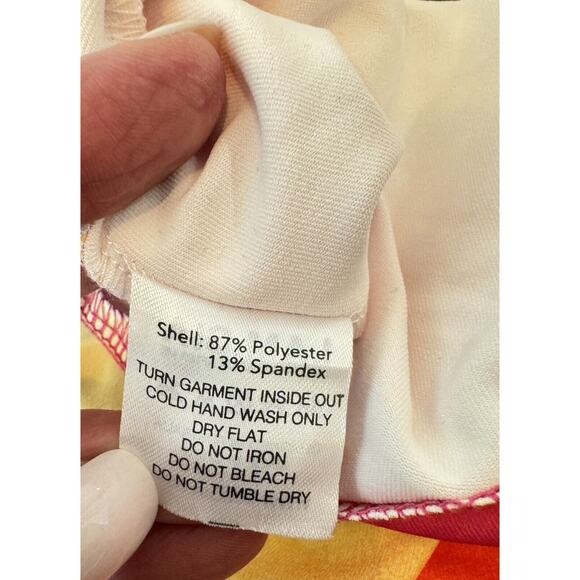 Shell: 87% Polyester
13% Spandex
TURN GARMENT INSIDE OUT
COLD HAND WASH ONLY
DRY FLAT
DO NOT IRON
DO NOT BLEACH
DO NOT TUMBLE DRY